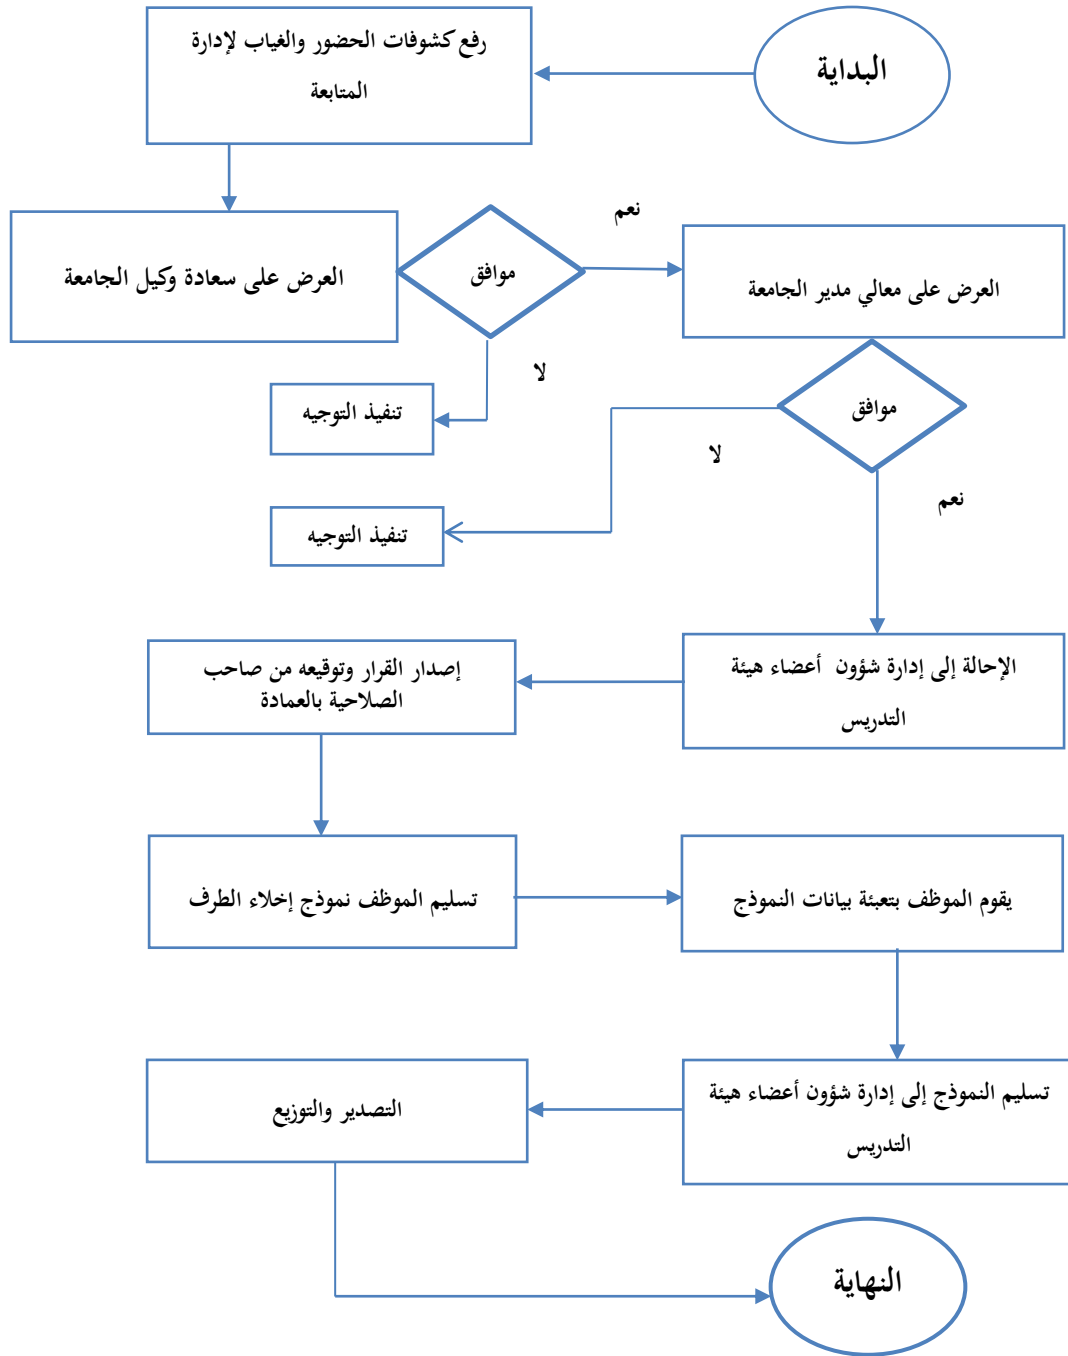 البداية
رفع كشوفات الحضور والغياب لإدارة
المتابعة
العرض على سعادة وكيل الجامعة
موافق
نعم
العرض على معالي مدير الجامعة
لا
تنفيذ التوجيه
موافق
لا
تنفيذ التوجيه
نعم
الإحالة إلى إدارة شؤون أعضاء هيئة
التدريس
إصدار القرار وتوقيعه من صاحب
الصلاحية بالعمادة
تسليم الموظف نموذج إخلاء الطرف
يقوم الموظف بتعبئة بيانات النموذج
تسليم النموذج إلى إدارة شؤون أعضاء هيئة
التدريس
التصدير والتوزيع
النهاية